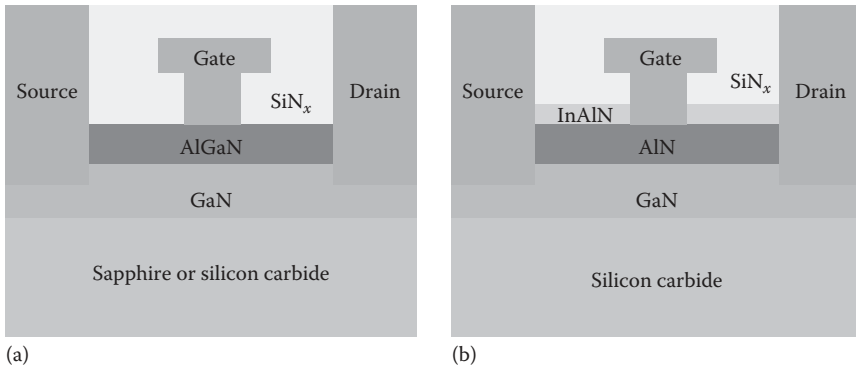 Gate
Source
SiNx
Drain
AlGaN
GaN
Sapphire or silicon carbide
(a)
Gate
Source
SiNx
Drain
InAlN
AlN
GaN
Silicon carbide
(b)